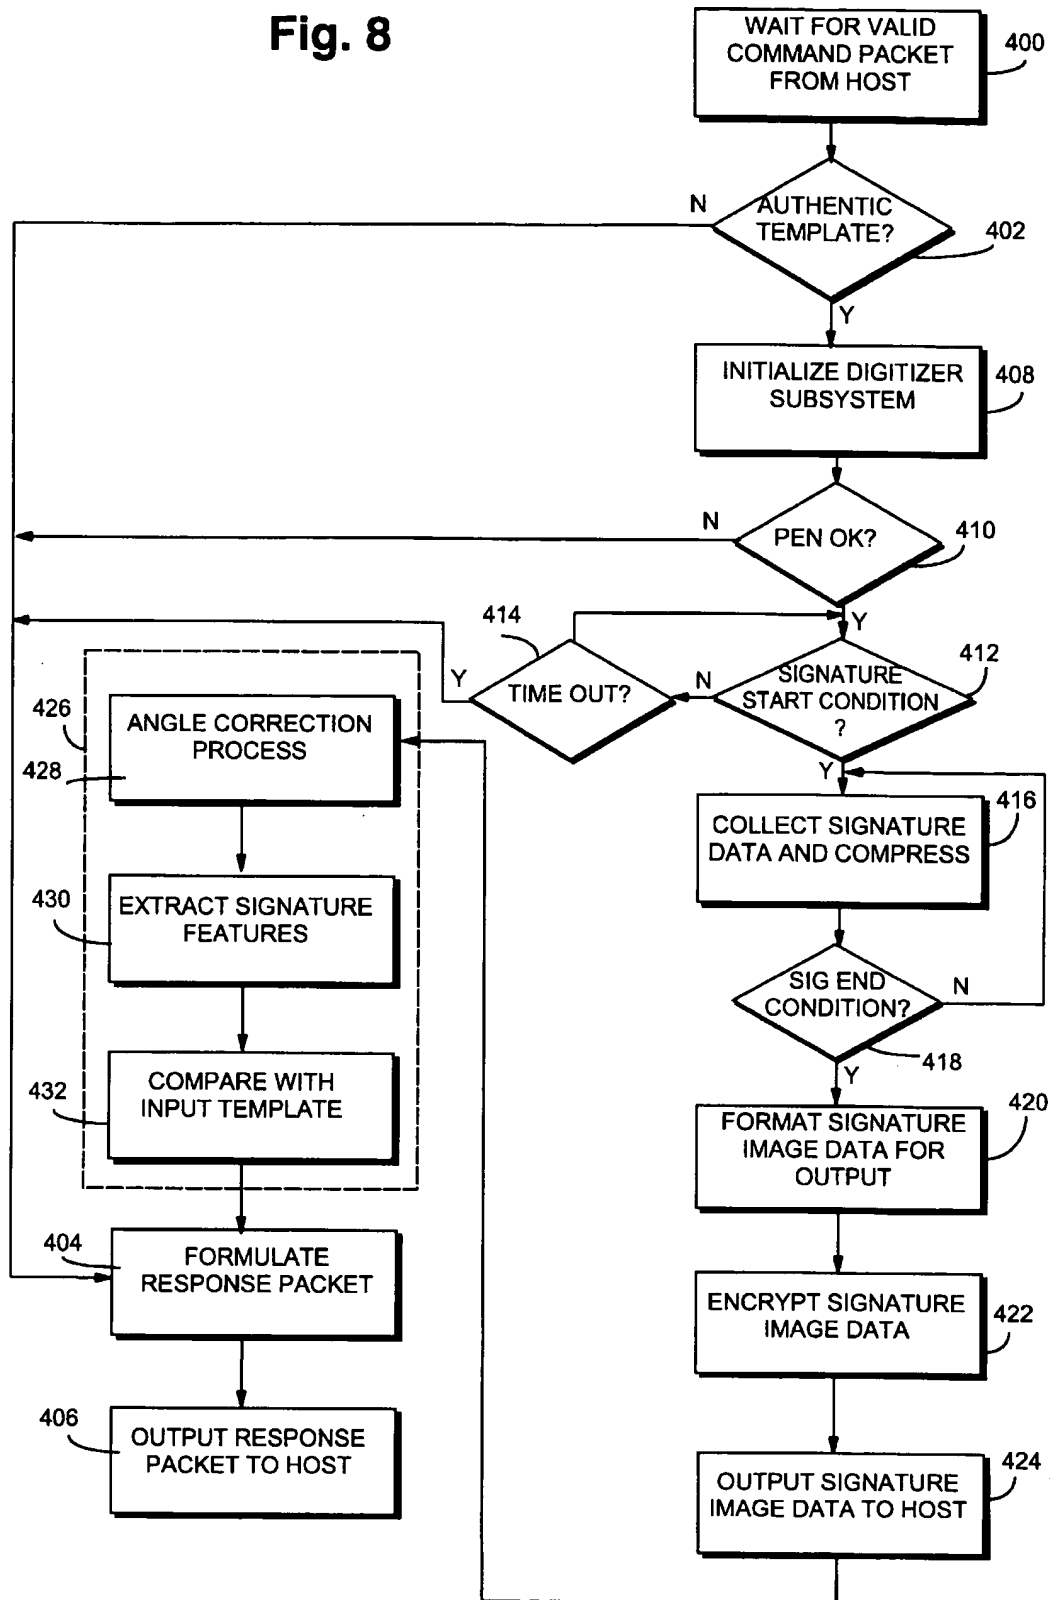 Fig. 8
WAIT FOR VALID
COMMAND PACKET
FROM HOST
400
N
AUTHENTIC
TEMPLATE?
402
Y
INITIALIZE DIGITIZER
SUBSYSTEM
408
N
PEN OK?
410
Y
414
TIME OUT?
Y
N
SIGNATURE
START CONDITION
?
412
Y
COLLECT SIGNATURE
DATA AND COMPRESS
416
SIG END
CONDITION?
N
418
Y
FORMAT SIGNATURE
IMAGE DATA FOR
OUTPUT
420
ENCRYPT SIGNATURE
IMAGE DATA
422
OUTPUT SIGNATURE
IMAGE DATA TO HOST
424
426
ANGLE CORRECTION
PROCESS
428
430
EXTRACT SIGNATURE
FEATURES
432
COMPARE WITH
INPUT TEMPLATE
404
FORMULATE
RESPONSE PACKET
406
OUTPUT RESPONSE
PACKET TO HOST